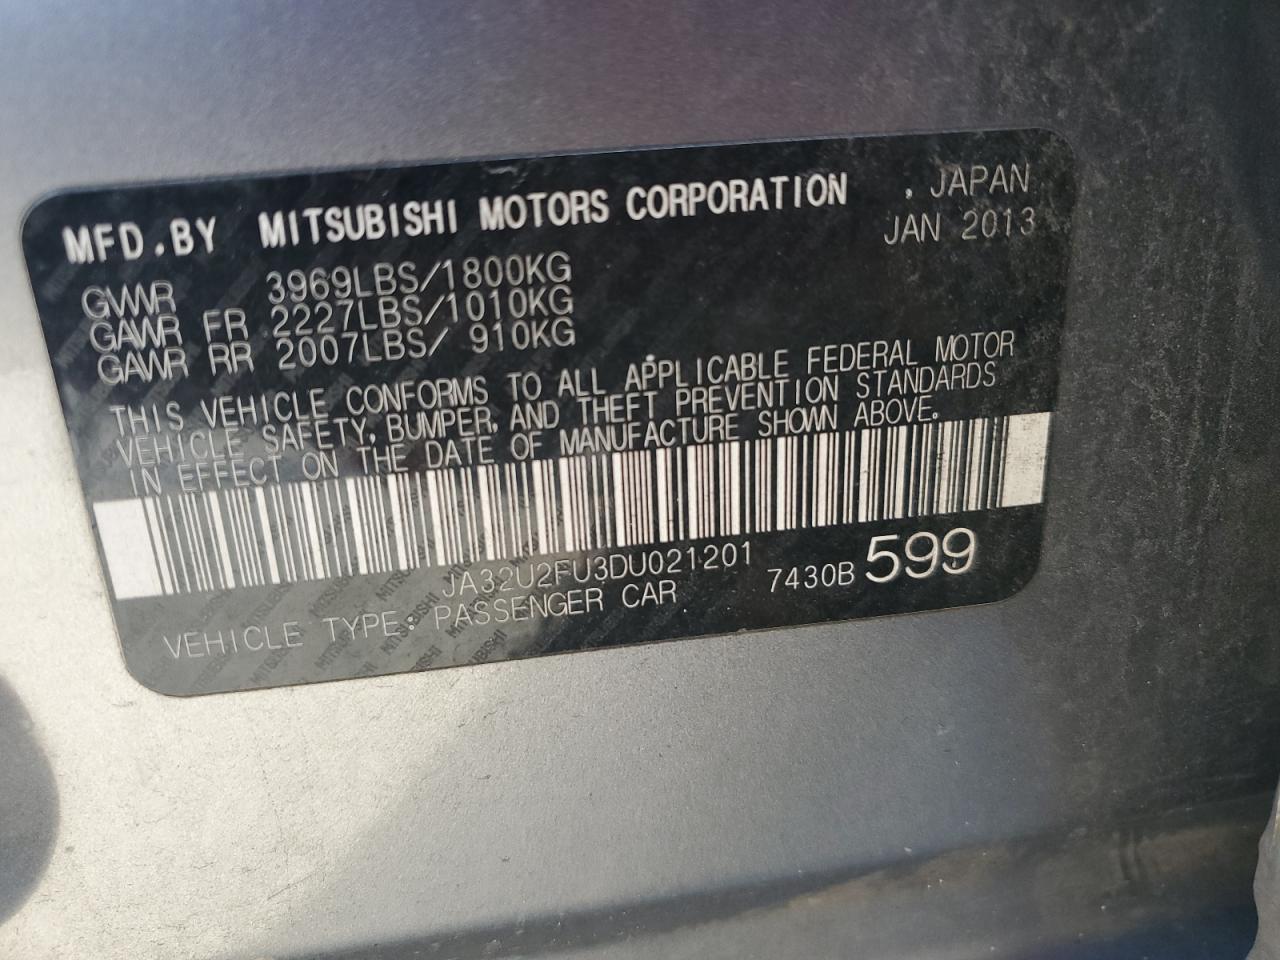 MFD.BY MITSUBISHI MOTORS CORPORATION , JAPAN
JAN 2013
GVWR 3969LBS/1800KG
GAWR FR 2227LBS/1010KG
GAWR RR 2007LBS/ 910KG
THIS VEHICLE CONFORMS TO ALL APPLICABLE FEDERAL MOTOR
VEHICLE SAFETY, BUMPER, AND THEFT PREVENTION STANDARDS
IN EFFECT ON THE DATE OF MANUFACTURE SHOWN ABOVE.
JA32U2FU3DU021201 7430B 599
VEHICLE TYPE: PASSENGER CAR